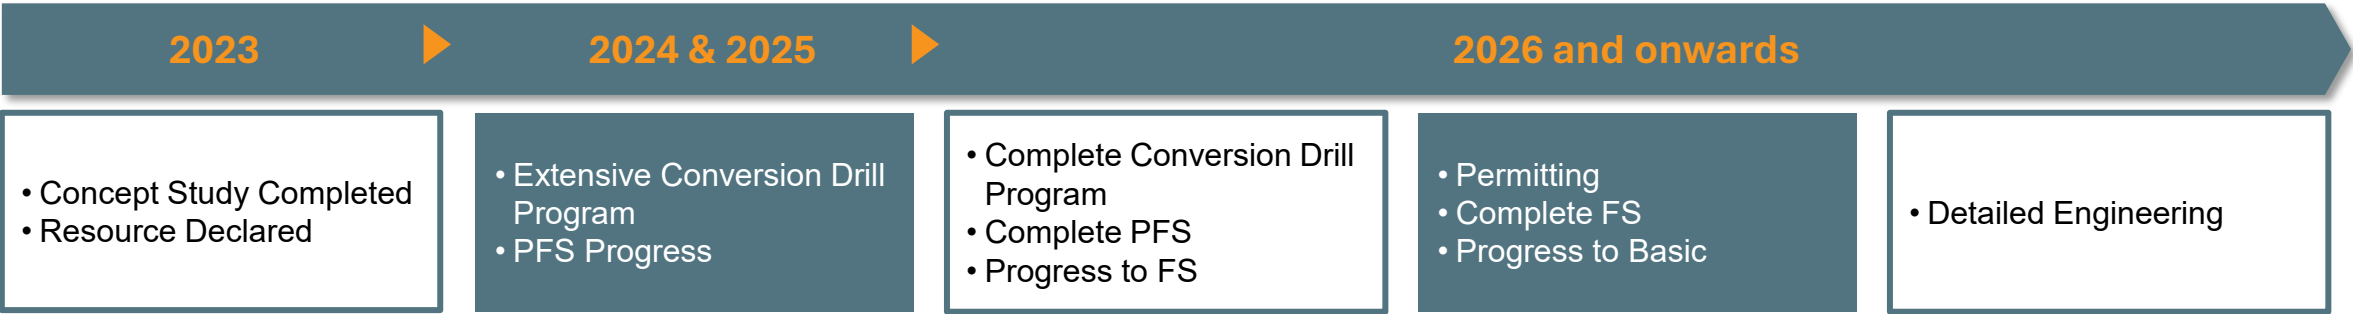 2023
2024 & 2025
2026 and onwards
• Concept Study Completed
• Resource Declared
• Extensive Conversion Drill
Program
• PFS Progress
• Complete Conversion Drill
Program
• Complete PFS
• Progress to FS
• Permitting
• Complete FS
• Progress to Basic
• Detailed Engineering